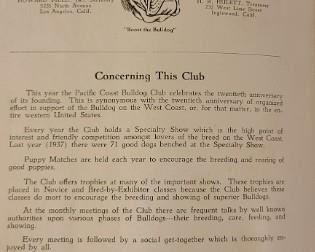 5225 North Avenue
Los Angeles, Calif.
H. R. HULETT, Treasurer
West Lime Street
Inglewood, Calif.
"Boost the Bulldog"
Concerning This Club
This year the Pacific Coast Bulldog Club celebrates the twentieth anniversary
of its founding. This is synonymous with the twentieth anniversary of organized
effort in support of the Bulldog on the West Coast, or, for that matter, in the en-
tire western United States.
Every year the Club holds a Specialty Show which is the high point of
interest and friendly competition amongst lovers of the breed on the West Coast.
Last year (1937) there were 71 good dogs benched at the Specialty Show.
Puppy Matches are held each year to encourage the breeding and rearing of
good puppies.
The Club offers trophies at many of the important shows. These trophies are
placed in Novice and Bred-by-Exhibitor classes because the Club believes these
classes do most to encourage the breeding and showing of superior Bulldogs.
At the monthly meetings of the Club there are frequent talks by well known
authorities upon various phases of Bulldogs—their breeding, care, feeding, and
showing.
Every meeting is followed by a social get-together which is thoroughly en-
joyed by all.